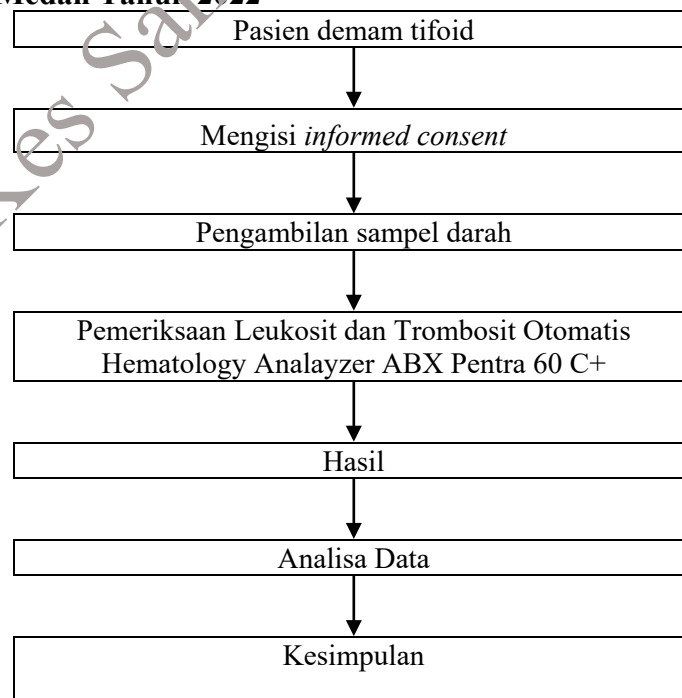 Medan Tahun 2022
Pasien demam tifoid
Mengisi informed consent
Pengambilan sampel darah
Pemeriksaan Leukosit dan Trombosit Otomatis
Hematology Analayzer ABX Pentra 60 C+
Hasil
Analisa Data
Kesimpulan